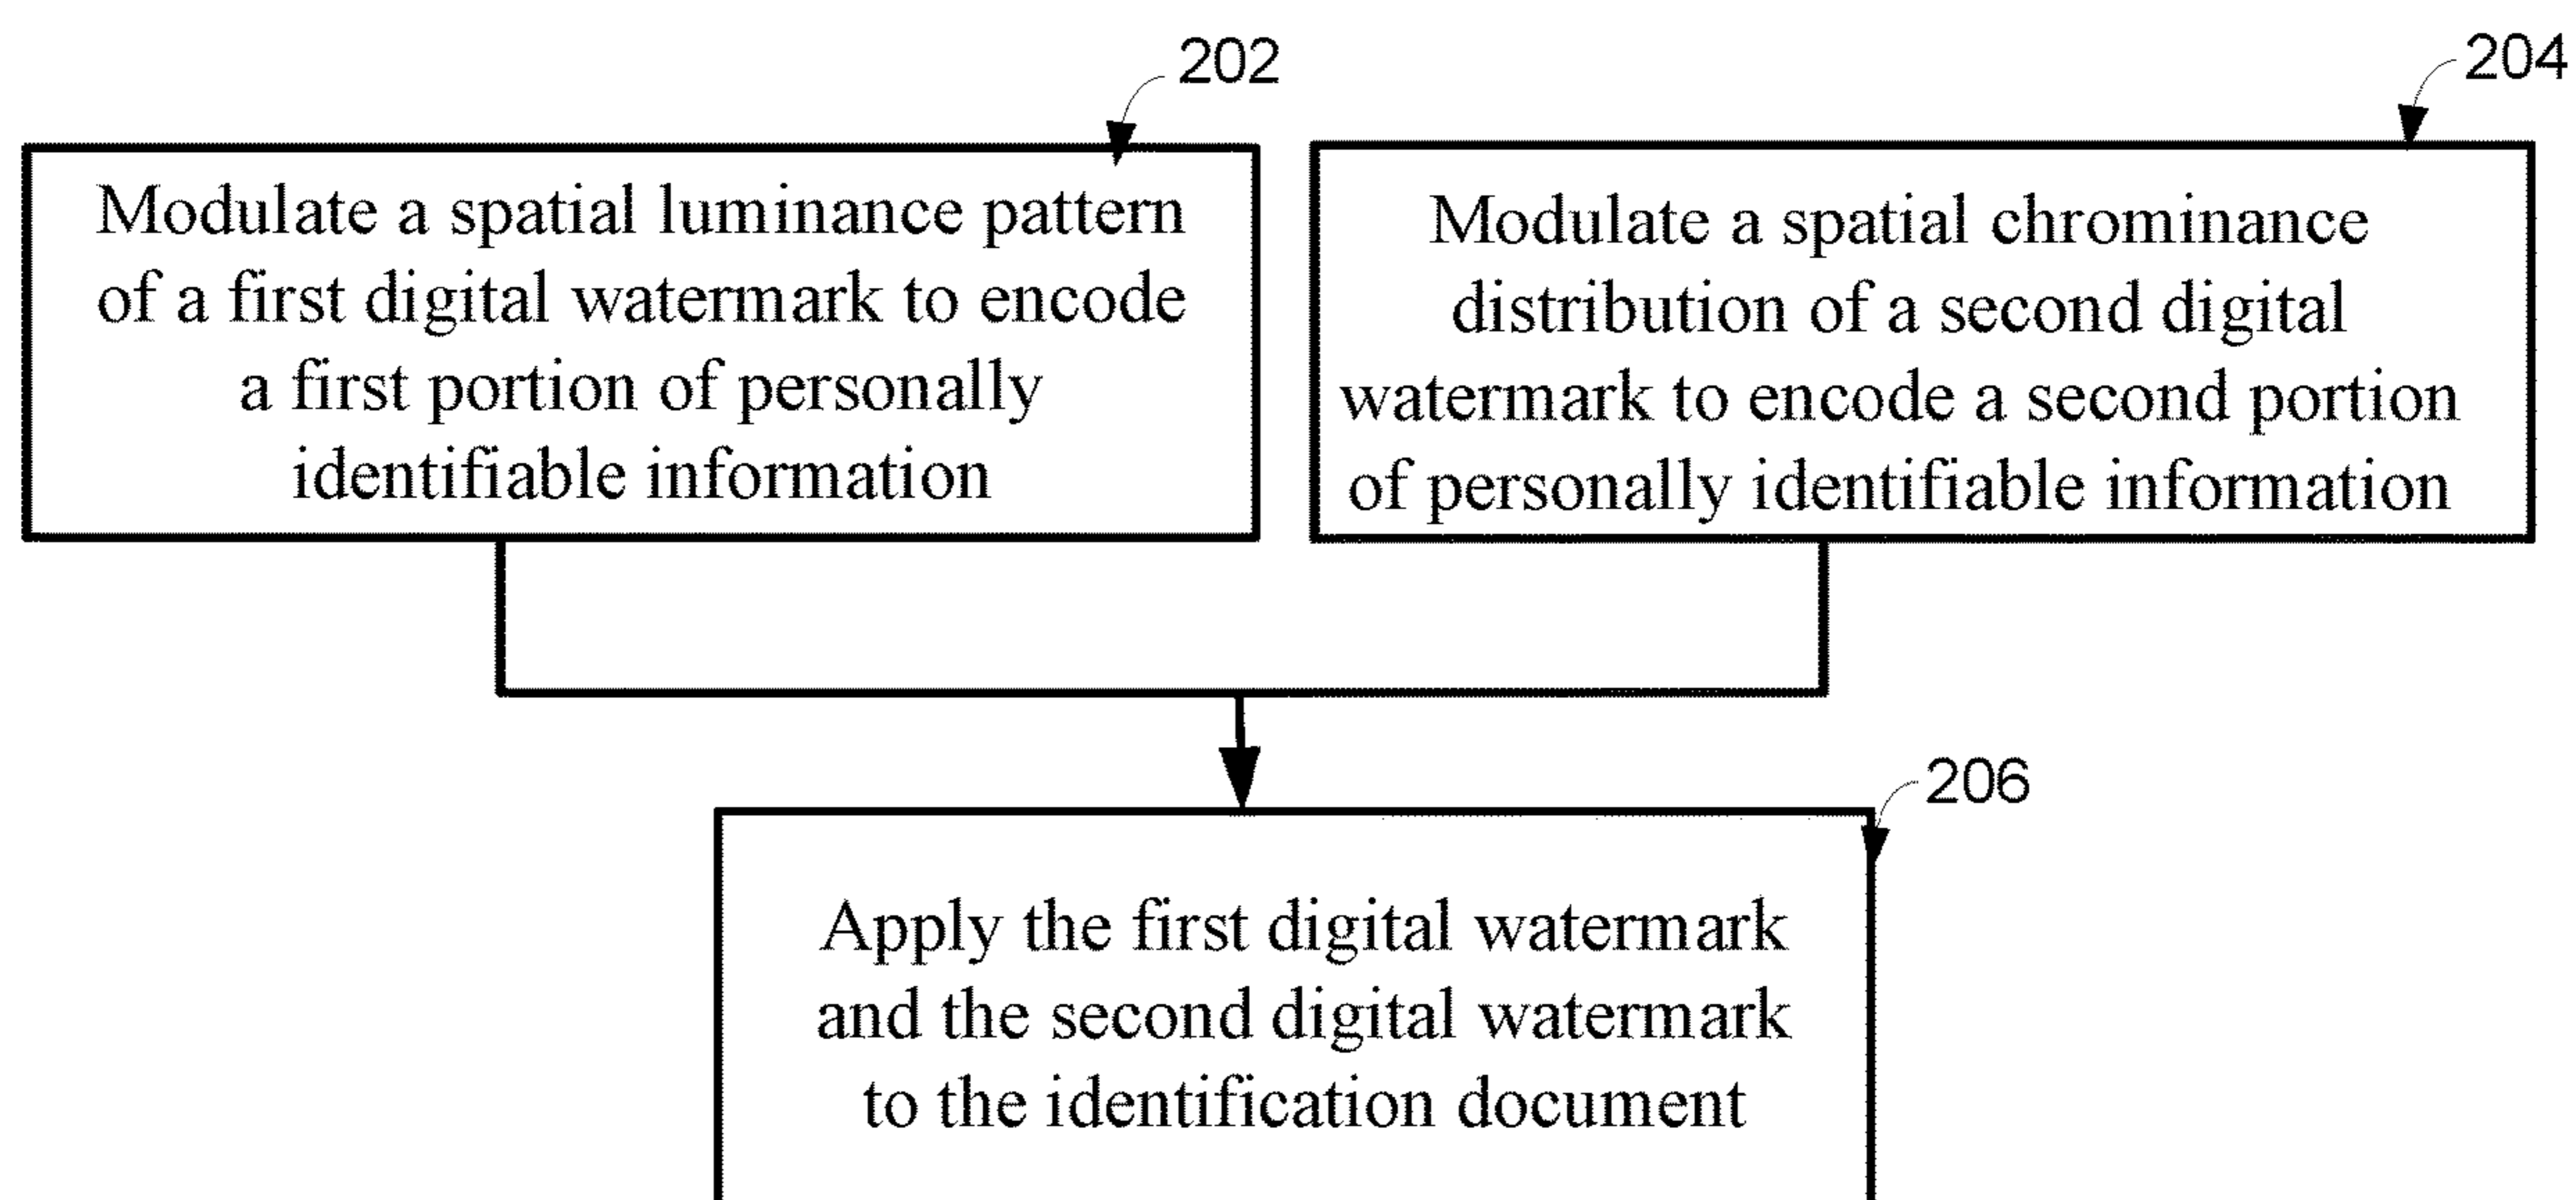 202
Modulate a spatial luminance pattern
of a first digital watermark to encode
a first portion of personally
identifiable information
204
Modulate a spatial chrominance
distribution of a second digital
watermark to encode a second portion
of personally identifiable information
206
Apply the first digital watermark
and the second digital watermark
to the identification document